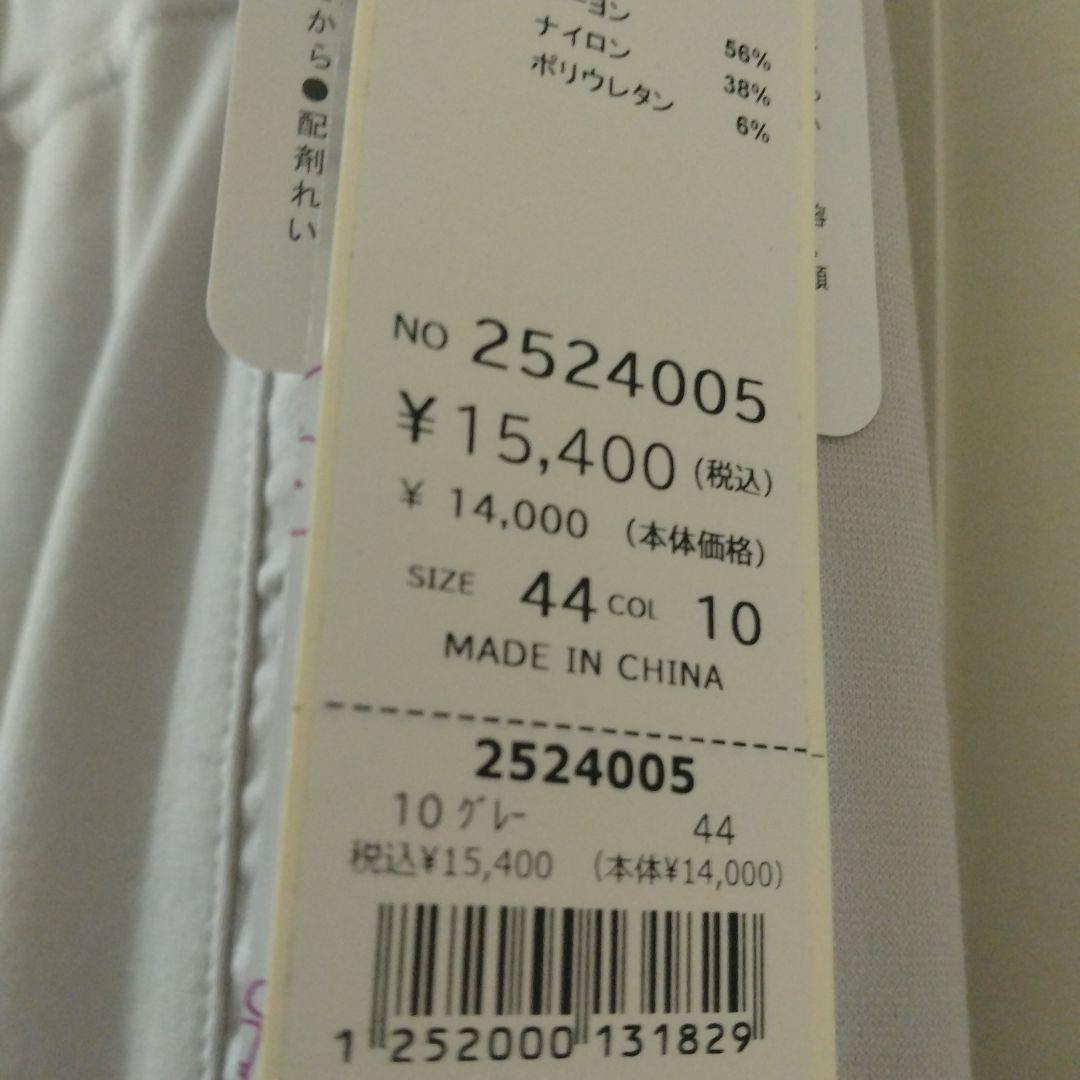 から●配剤れい
ナイロン 56%
ポリウレタン 38%
6%
NO 2524005
¥15,400 (税込)
¥ 14,000 (本体価格)
SIZE 44 COL 10
MADE IN CHINA
2524005
10 ｸﾞﾚｰ 44
税込¥15,400 (本体¥14,000)
1 252000 131829